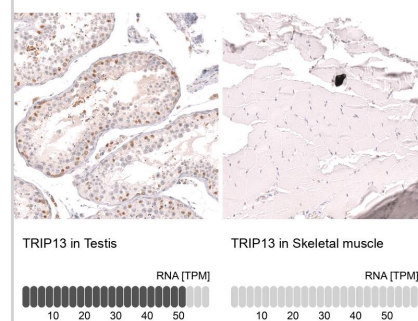 TRIP13 in Testis
RNA [TPM]
10 20 30 40 50
TRIP13 in Skeletal muscle
RNA [TPM]
10 20 30 40 50